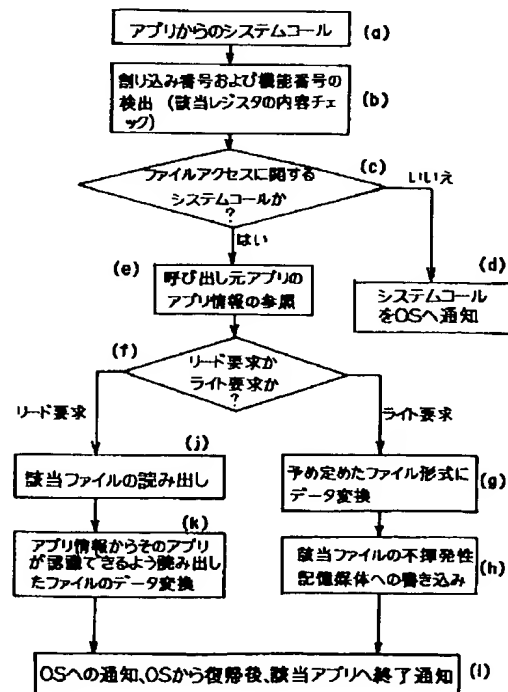 アプリからのシステムコール
(a)
割り込み番号および機能番号の
検出 (該当レジスタの内容チェ
ック)
(b)
ファイルアクセスに関する
システムコールか
?
(c)
いいえ
はい
(d)
システムコール
をOSへ通知
(e)
呼び出し元アプリの
アプリ情報の参照
(f)
リード要求か
ライト要求か
?
リード要求
ライト要求
(j)
該当ファイルの読み出し
予め定めたファイル形式に
データ変換
(g)
(k)
アプリ情報からそのアプリ
が認識できるよう読み出し
たファイルのデータ変換
該当ファイルの不揮発性
記憶媒体への書き込み
(h)
OSへの通知、OSから復帰後、該当アプリへ終了通知
(i)